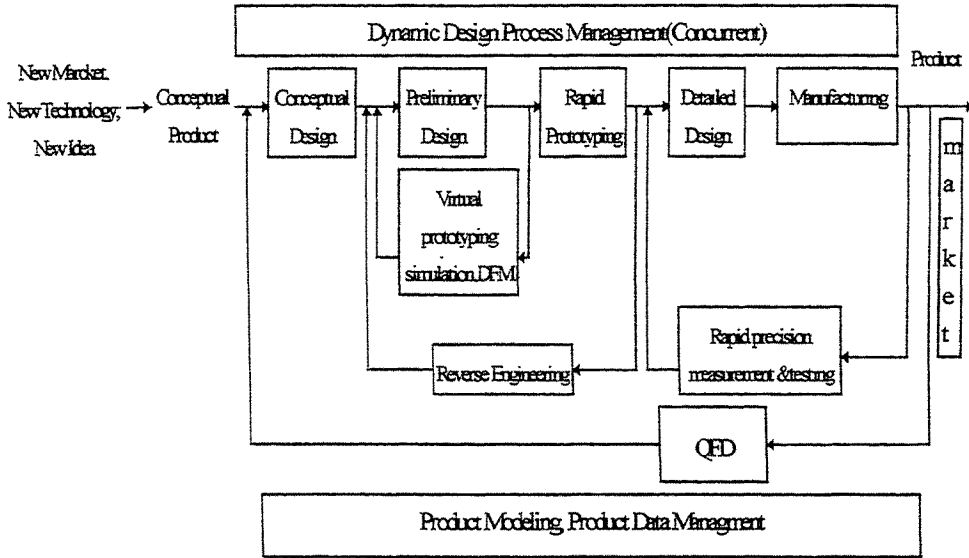 Dynamic Design Process Management(Concurrent)
New Marcket.
New Technology,
New Idea
Conceptual
Product
Conceptual
Design
Preliminary
Design
Rapid
Prototyping
Detailed
Design
Manufacturing
Product
market
Virtual
prototyping
simulation,DFM
Reverse Engineering
Rapid precision
measurement &testing
QFD
Product Modeling, Product Data Managment